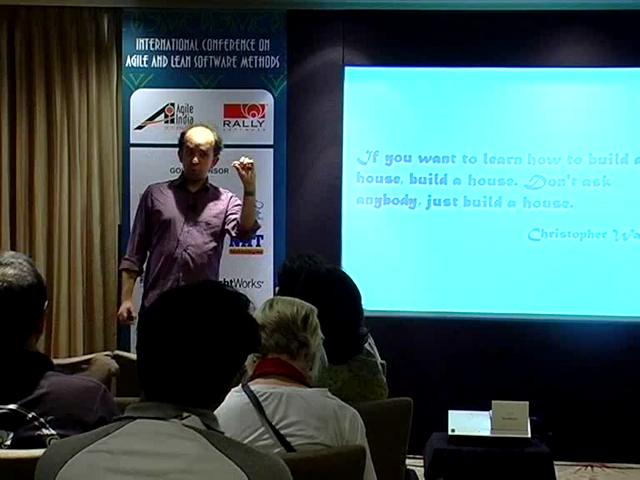 INTERNATIONAL CONFERENCE ON
AGILE AND LEAN SOFTWARE METHODS
Agile
India
RALLY
SOFTWARE
If you want to learn how to build a
house, build a house. Don't ask
anybody, just build a house.
Christopher